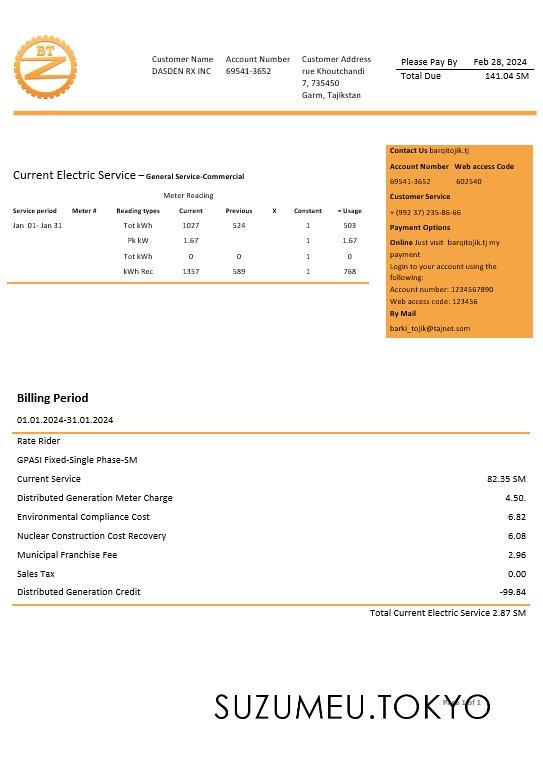 BT
Customer Name Account Number Customer Address
DASDEN RX INC 69541-3652 rue Khoutchandi
7, 735450
Garm, Tajikstan
Please Pay By Feb 28, 2024
Total Due 141.04 SM
Contact Us barqitojik.tj
Account Number Web access Code
69541-3652 602540
Customer Service
+ (992 37) 235-86-66
Payment Options
Online Just visit barqitojik.tj my
payment
Login to your account using the
following:
Account number: 1234567890
Web access code: 123456
By Mail
barki_tojik@tajnet.som
Current Electric Service – General Service-Commercial
Meter Reading
Service period Meter # Reading types Current Previous X Constant = Usage
Jan 01- Jan 31 Tot kWh 1027 524 1 503
Pk kW 1.67 1 1.67
Tot kWh 0 0 1 0
kWh Rec 1357 589 1 768
Billing Period
01.01.2024-31.01.2024
Rate Rider
GPASI Fixed-Single Phase-SM
Current Service 82.35 SM
Distributed Generation Meter Charge 4.50.
Environmental Compliance Cost 6.82
Nuclear Construction Cost Recovery 6.08
Municipal Franchise Fee 2.96
Sales Tax 0.00
Distributed Generation Credit -99.84
Total Current Electric Service 2.87 SM
Page 1 of 1
SUZUMEU.TOKYO